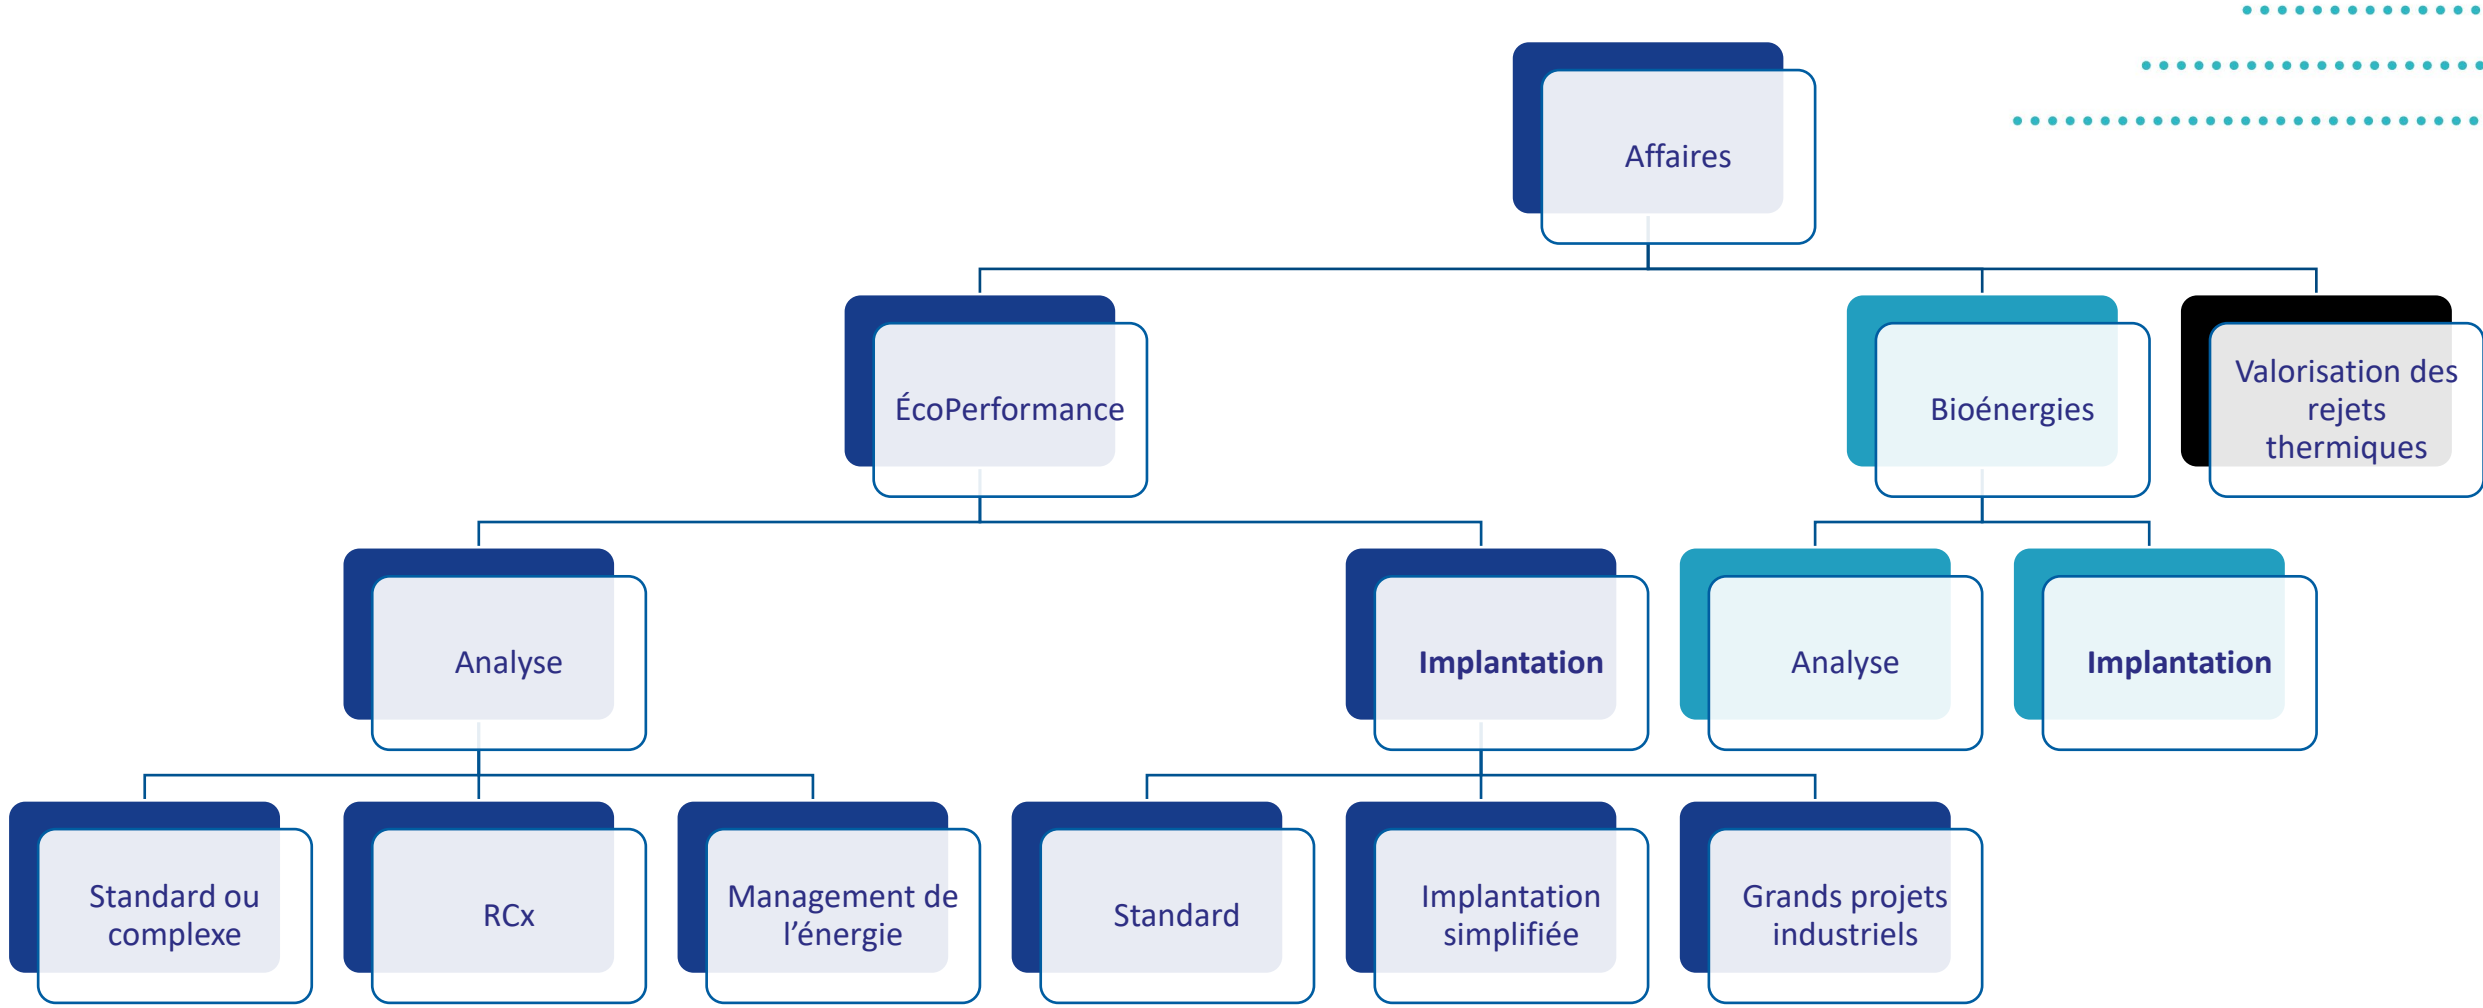 Affaires
ÉcoPerformance
Bioénergies
Valorisation des
rejets
thermiques
Analyse
Implantation
Analyse
Implantation
Standard ou
complexe
RCx
Management de
l’énergie
Standard
Implantation
simplifiée
Grands projets
industriels